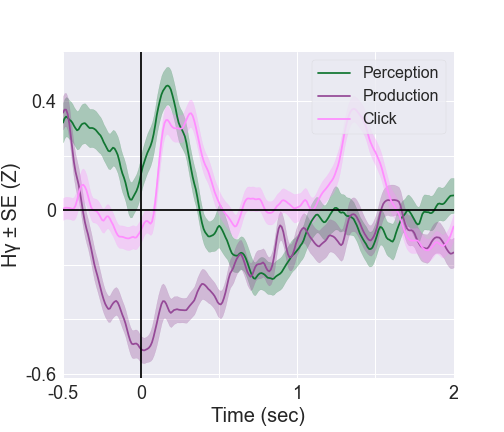 Perception
Production
Click
0.4
0
-0.6
Hγ ± SE (Z)
-0.5 0 1 2
Time (sec)